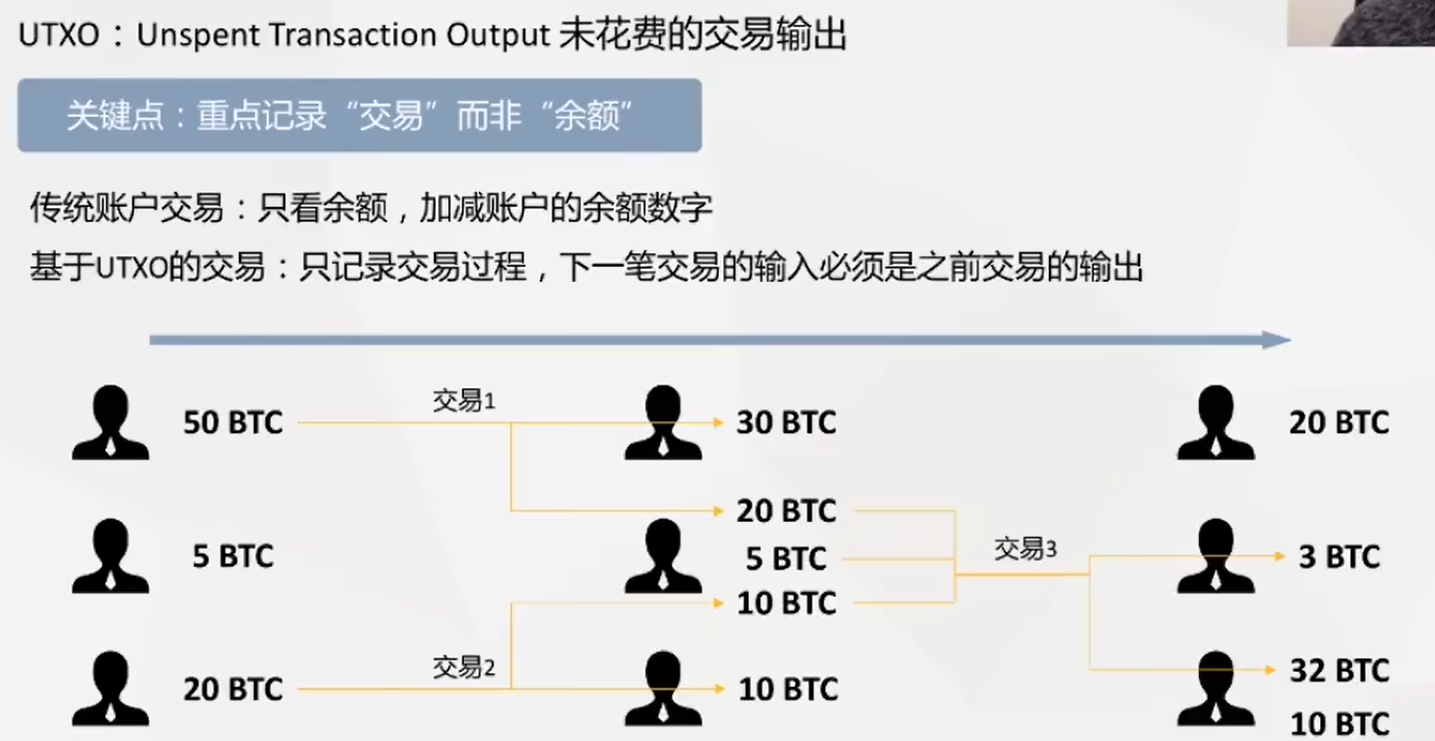 UTXO：Unspent Transaction Output 未花费的交易输出
关键点：重点记录“交易”而非“余额”
传统账户交易：只看余额，加减账户的余额数字
基于UTXO的交易：只记录交易过程，下一笔交易的输入必须是之前交易的输出
50 BTC
交易1
30 BTC
20 BTC
20 BTC
5 BTC
5 BTC
交易3
3 BTC
10 BTC
20 BTC
交易2
10 BTC
32 BTC
10 BTC